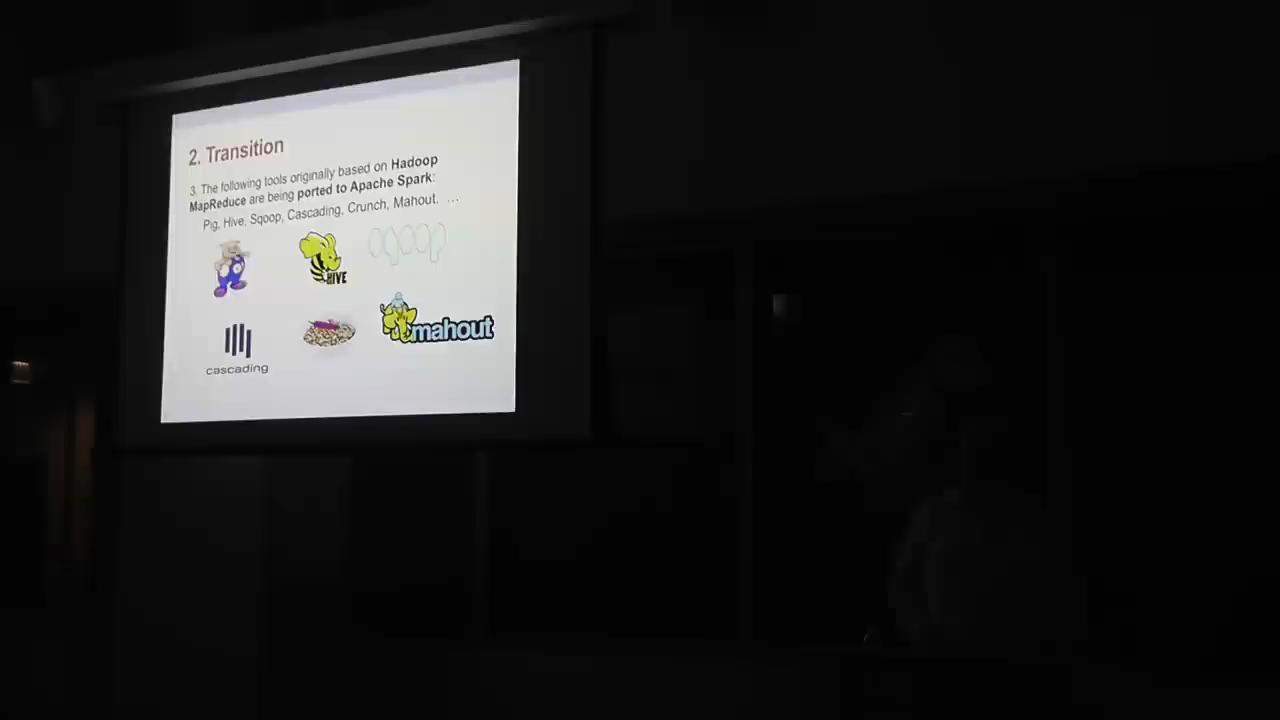 2. Transition
3. The following tools originally based on Hadoop
MapReduce are being ported to Apache Spark:
Pig, Hive, Sqoop, Cascading, Crunch, Mahout, ...
HIVE
sqoop
cascading
mahout